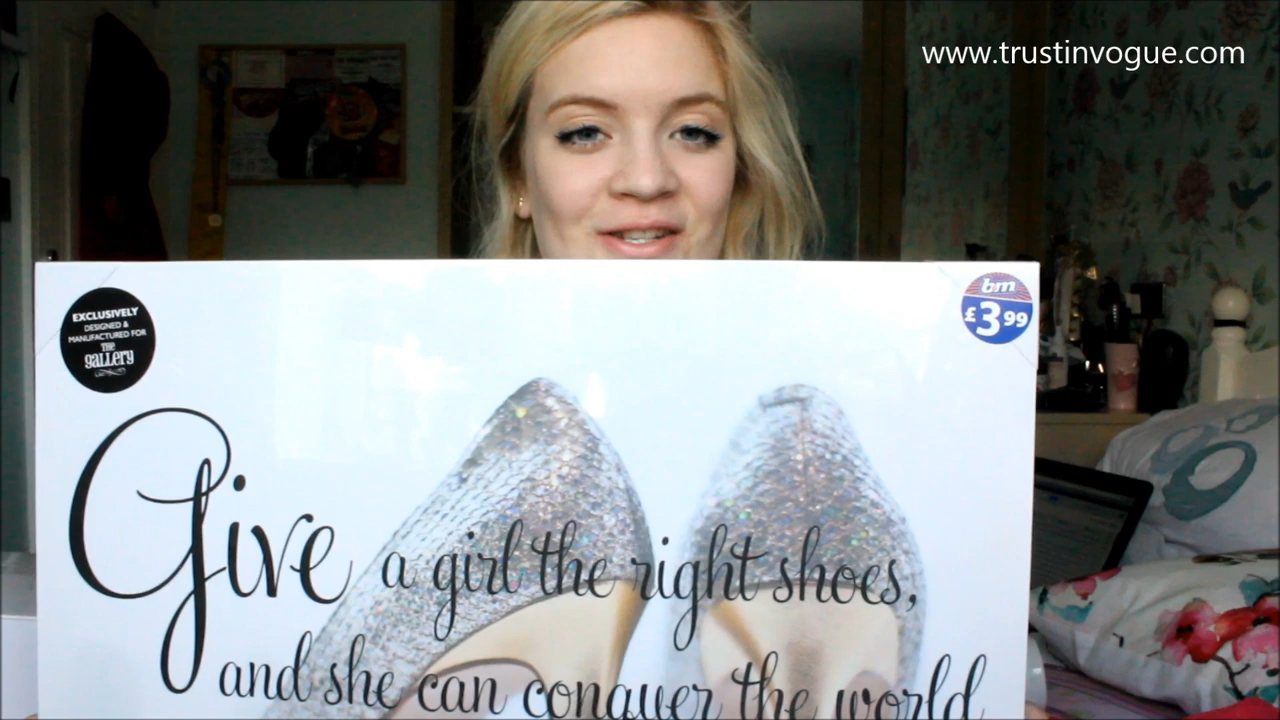 www.trustinvogue.com
EXCLUSIVELY
DESIGNED &
MANUFACTURED FOR
THE
gallery
bm
£3.99
Give a girl the right shoes,
and she can conquer the world